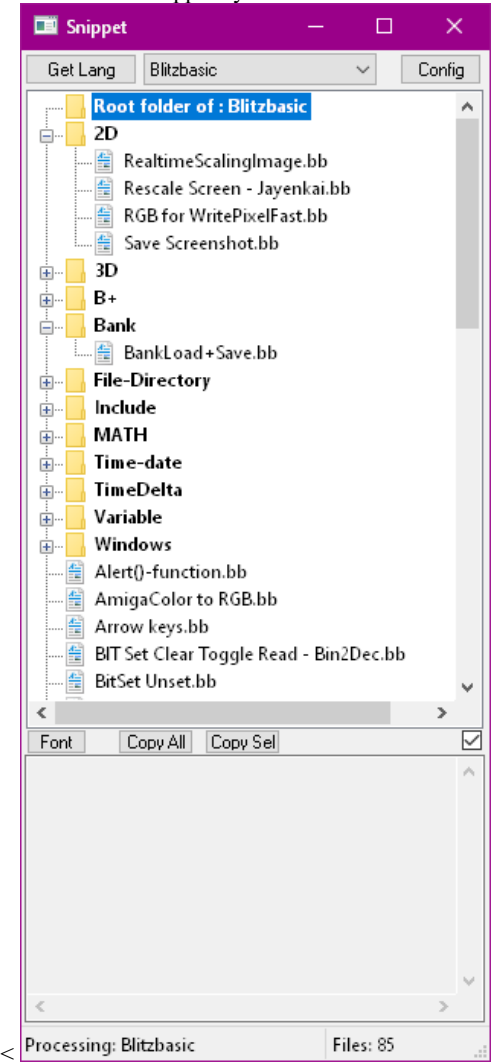 Snippet
Get Lang Blitzbasic Config
Root folder of : Blitzbasic
2D
RealtimeScalingImage.bb
Rescale Screen - Jayenkai.bb
RGB for WritePixelFast.bb
Save Screenshot.bb
3D
B+
Bank
BankLoad+Save.bb
File-Directory
Include
MATH
Time-date
TimeDelta
Variable
Windows
Alert()-function.bb
AmigaColor to RGB.bb
Arrow keys.bb
BIT Set Clear Toggle Read - Bin2Dec.bb
BitSet Unset.bb
Font Copy All Copy Sel
< Processing: Blitzbasic Files: 85